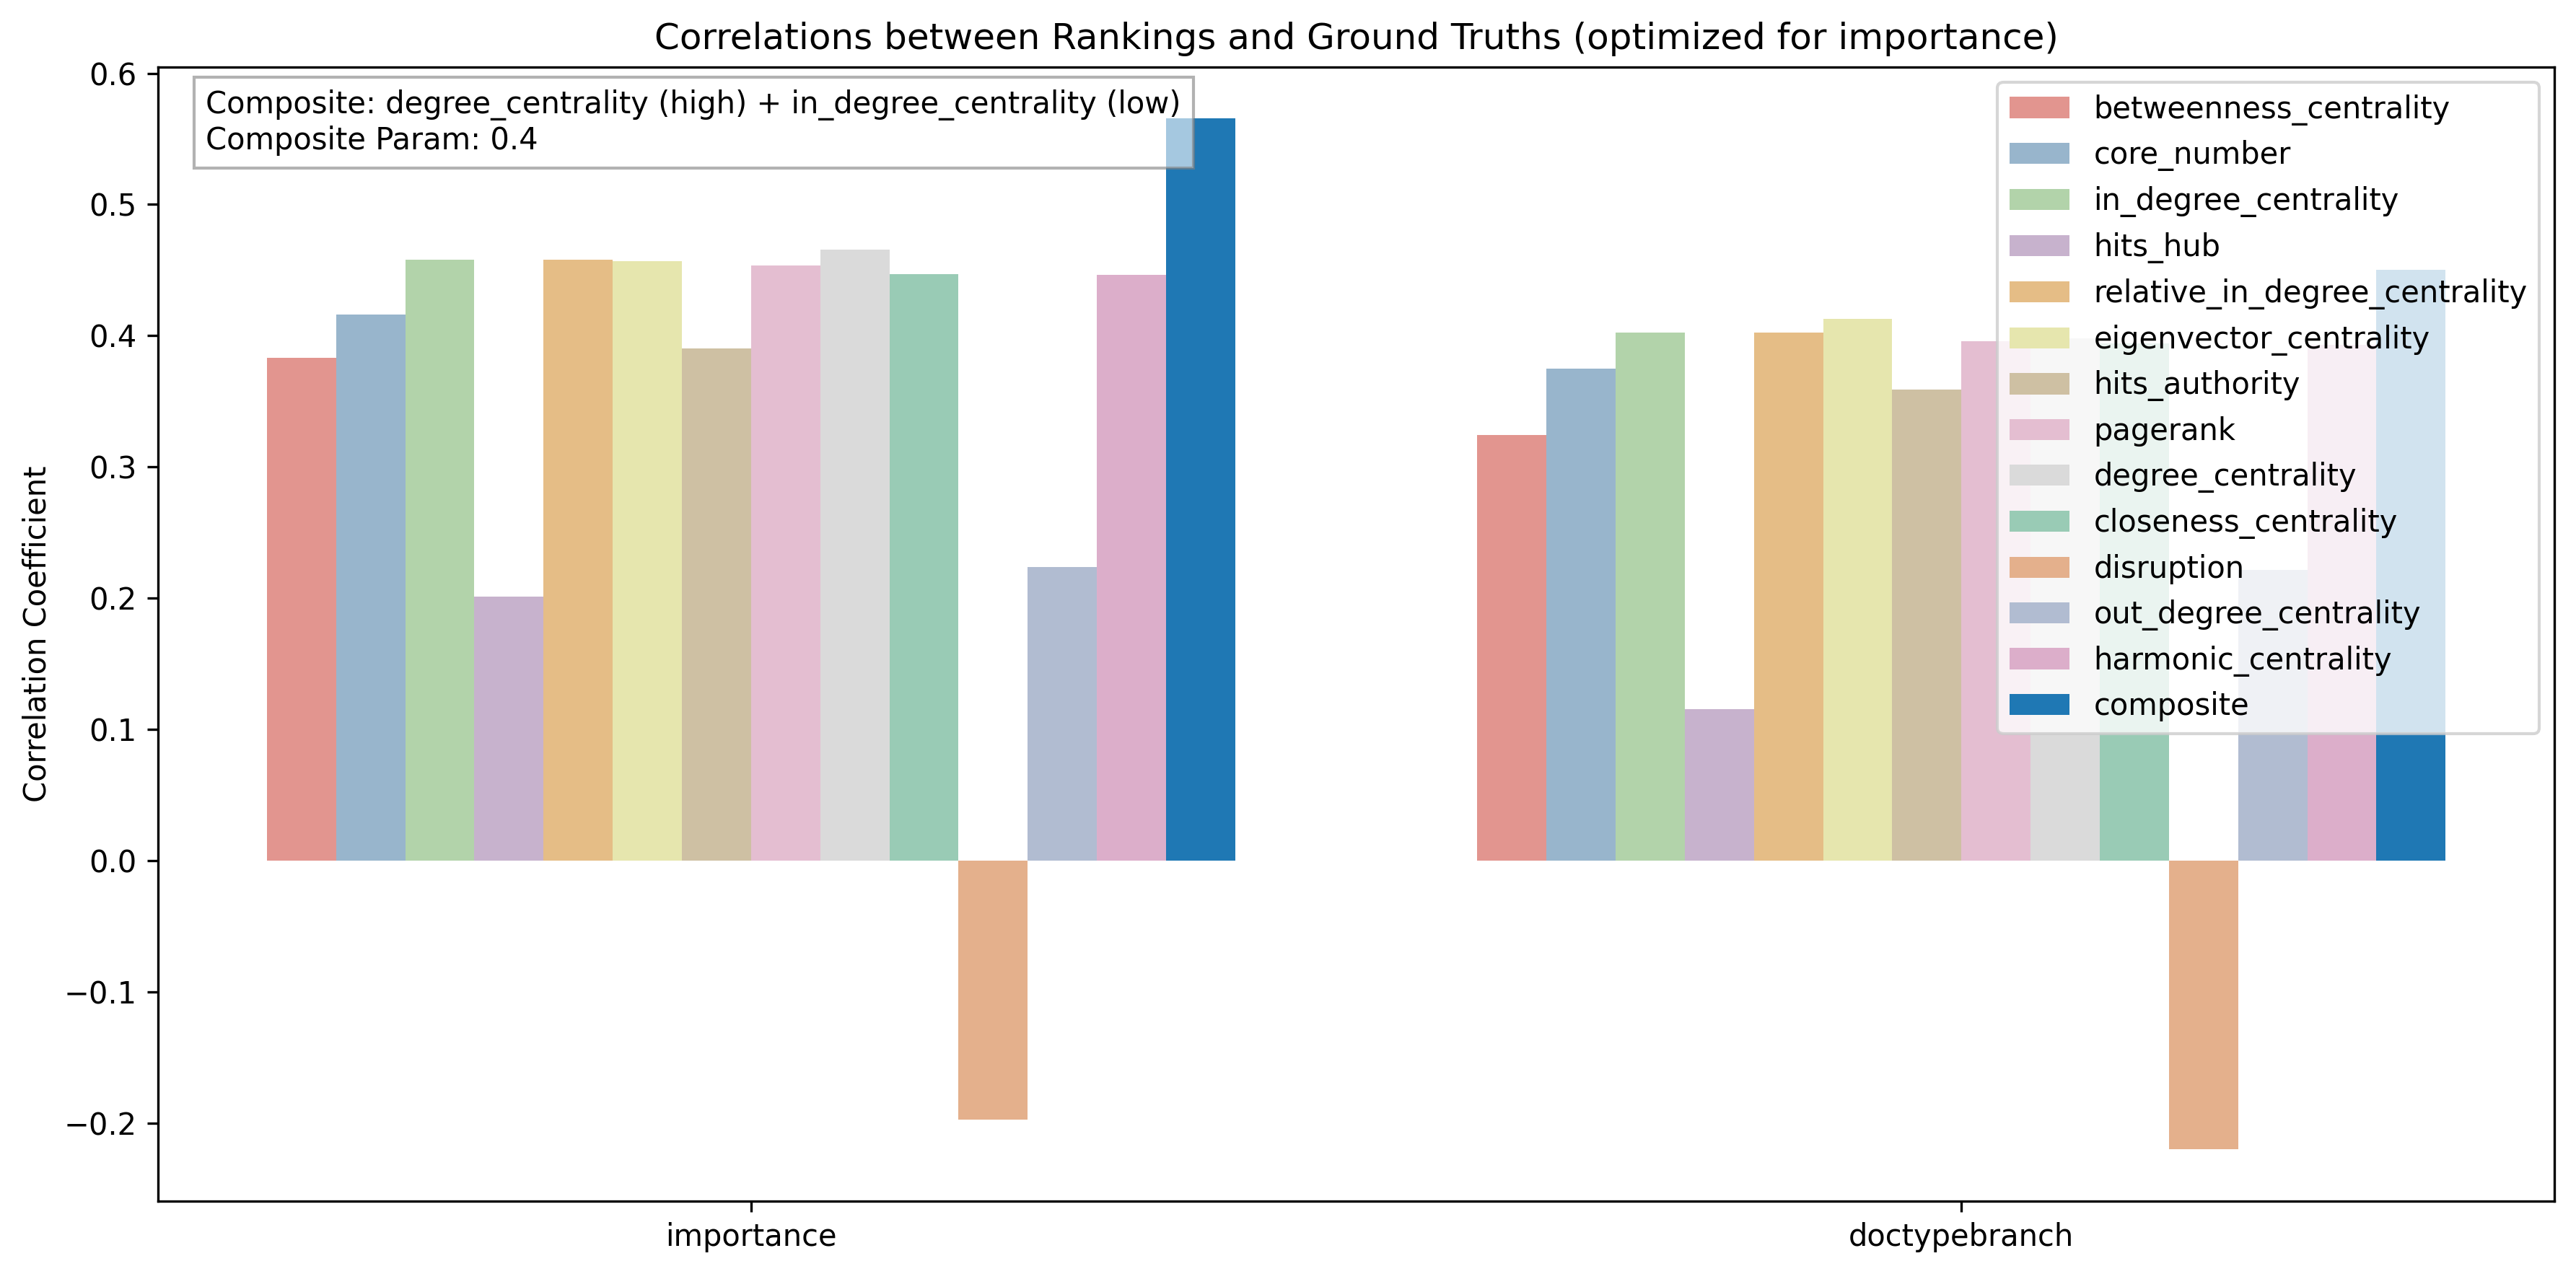 Correlations between Rankings and Ground Truths (optimized for importance)
Composite: degree_centrality (high) + in_degree_centrality (low)
Composite Param: 0.4
betweenness_centrality
core_number
in_degree_centrality
hits_hub
relative_in_degree_centrality
eigenvector_centrality
hits_authority
pagerank
degree_centrality
closeness_centrality
disruption
out_degree_centrality
harmonic_centrality
composite
Correlation Coefficient
0.6
0.5
0.4
0.3
0.2
0.1
0.0
−0.1
−0.2
importance
doctypebranch